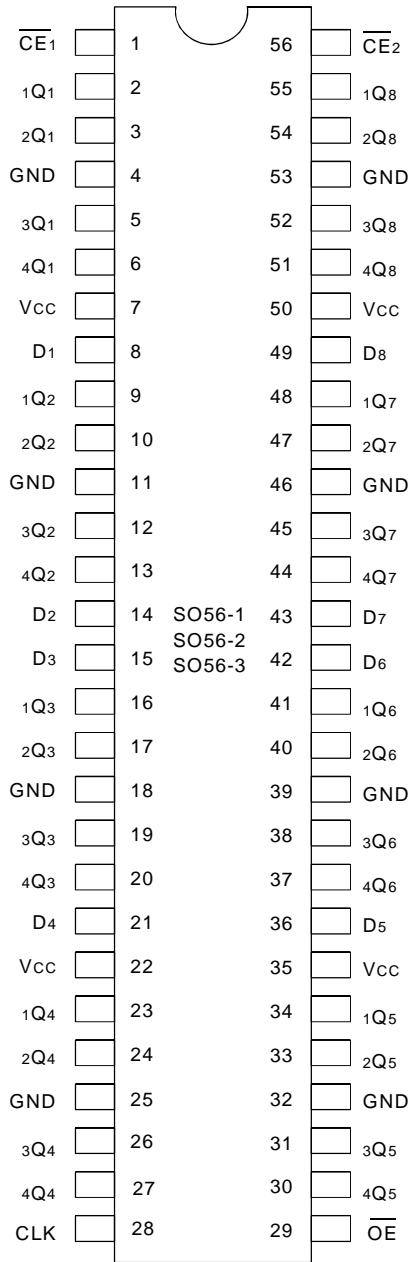 C̅E̅1 1 56 C̅E̅2
1Q1 2 55 1Q8
2Q1 3 54 2Q8
GND 4 53 GND
3Q1 5 52 3Q8
4Q1 6 51 4Q8
VCC 7 50 VCC
D1 8 49 D8
1Q2 9 48 1Q7
2Q2 10 47 2Q7
GND 11 46 GND
3Q2 12 45 3Q7
4Q2 13 44 4Q7
D2 14 SO56-1 43 D7
SO56-2
D3 15 SO56-3 42 D6
1Q3 16 41 1Q6
2Q3 17 40 2Q6
GND 18 39 GND
3Q3 19 38 3Q6
4Q3 20 37 4Q6
D4 21 36 D5
VCC 22 35 VCC
1Q4 23 34 1Q5
2Q4 24 33 2Q5
GND 25 32 GND
3Q4 26 31 3Q5
4Q4 27 30 4Q5
CLK 28 29 O̅E̅